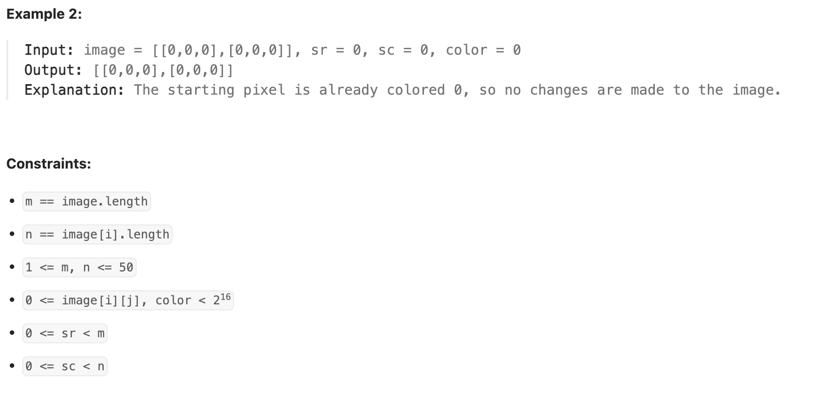 Example 2:
Input: image = [[0,0,0],[0,0,0]], sr = 0, sc = 0, color = 0
Output: [[0,0,0],[0,0,0]]
Explanation: The starting pixel is already colored 0, so no changes are made to the image.
Constraints:
• m == image.length
• n == image[i].length
• 1 <= m, n <= 50
• 0 <= image[i][j], color < 2¹⁶
• 0 <= sr < m
• 0 <= sc < n